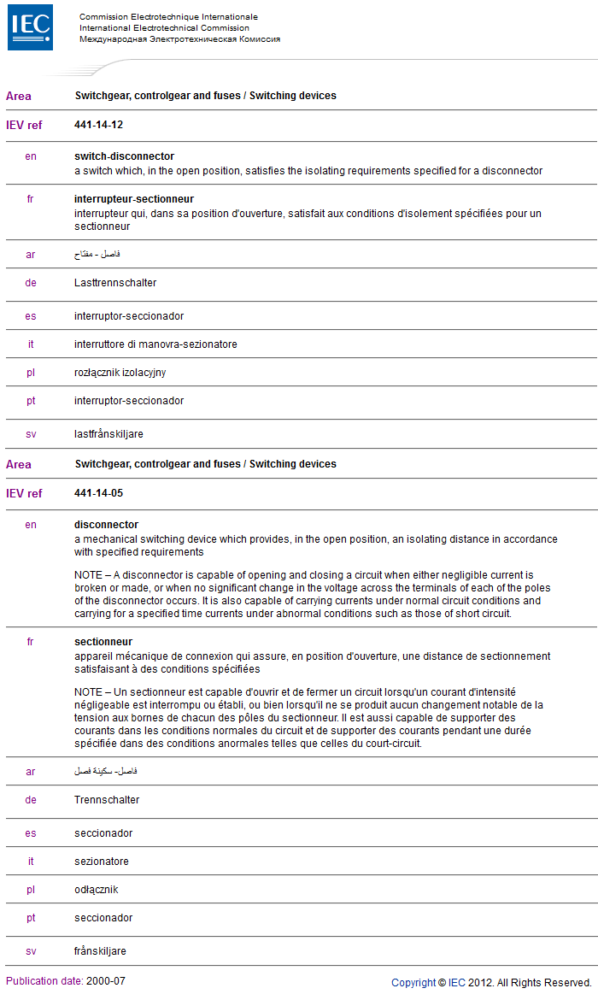 IEC
Commission Electrotechnique Internationale
International Electrotechnical Commission
Международная Электротехническая Комиссия
Area Switchgear, controlgear and fuses / Switching devices
IEV ref 441-14-12
en switch-disconnector
a switch which, in the open position, satisfies the isolating requirements specified for a disconnector
fr interrupteur-sectionneur
interrupteur qui, dans sa position d'ouverture, satisfait aux conditions d'isolement spécifiées pour un
sectionneur
ar فاصل - مفتاح
de Lasttrennschalter
es interruptor-seccionador
it interruttore di manovra-sezionatore
pl rozłącznik izolacyjny
pt interruptor-seccionador
sv lastfrånskiljare
Area Switchgear, controlgear and fuses / Switching devices
IEV ref 441-14-05
en disconnector
a mechanical switching device which provides, in the open position, an isolating distance in accordance
with specified requirements
NOTE – A disconnector is capable of opening and closing a circuit when either negligible current is
broken or made, or when no significant change in the voltage across the terminals of each of the poles
of the disconnector occurs. It is also capable of carrying currents under normal circuit conditions and
carrying for a specified time currents under abnormal conditions such as those of short circuit.
fr sectionneur
appareil mécanique de connexion qui assure, en position d'ouverture, une distance de sectionnement
satisfaisant à des conditions spécifiées
NOTE – Un sectionneur est capable d'ouvrir et de fermer un circuit lorsqu'un courant d'intensité
négligeable est interrompu ou établi, ou bien lorsqu'il ne se produit aucun changement notable de la
tension aux bornes de chacun des pôles du sectionneur. Il est aussi capable de supporter des
courants dans les conditions normales du circuit et de supporter des courants pendant une durée
spécifiée dans des conditions anormales telles que celles du court-circuit.
ar فاصل- سكينة فصل
de Trennschalter
es seccionador
it sezionatore
pl odłącznik
pt seccionador
sv frånskiljare
Publication date: 2000-07 Copyright © IEC 2012. All Rights Reserved.